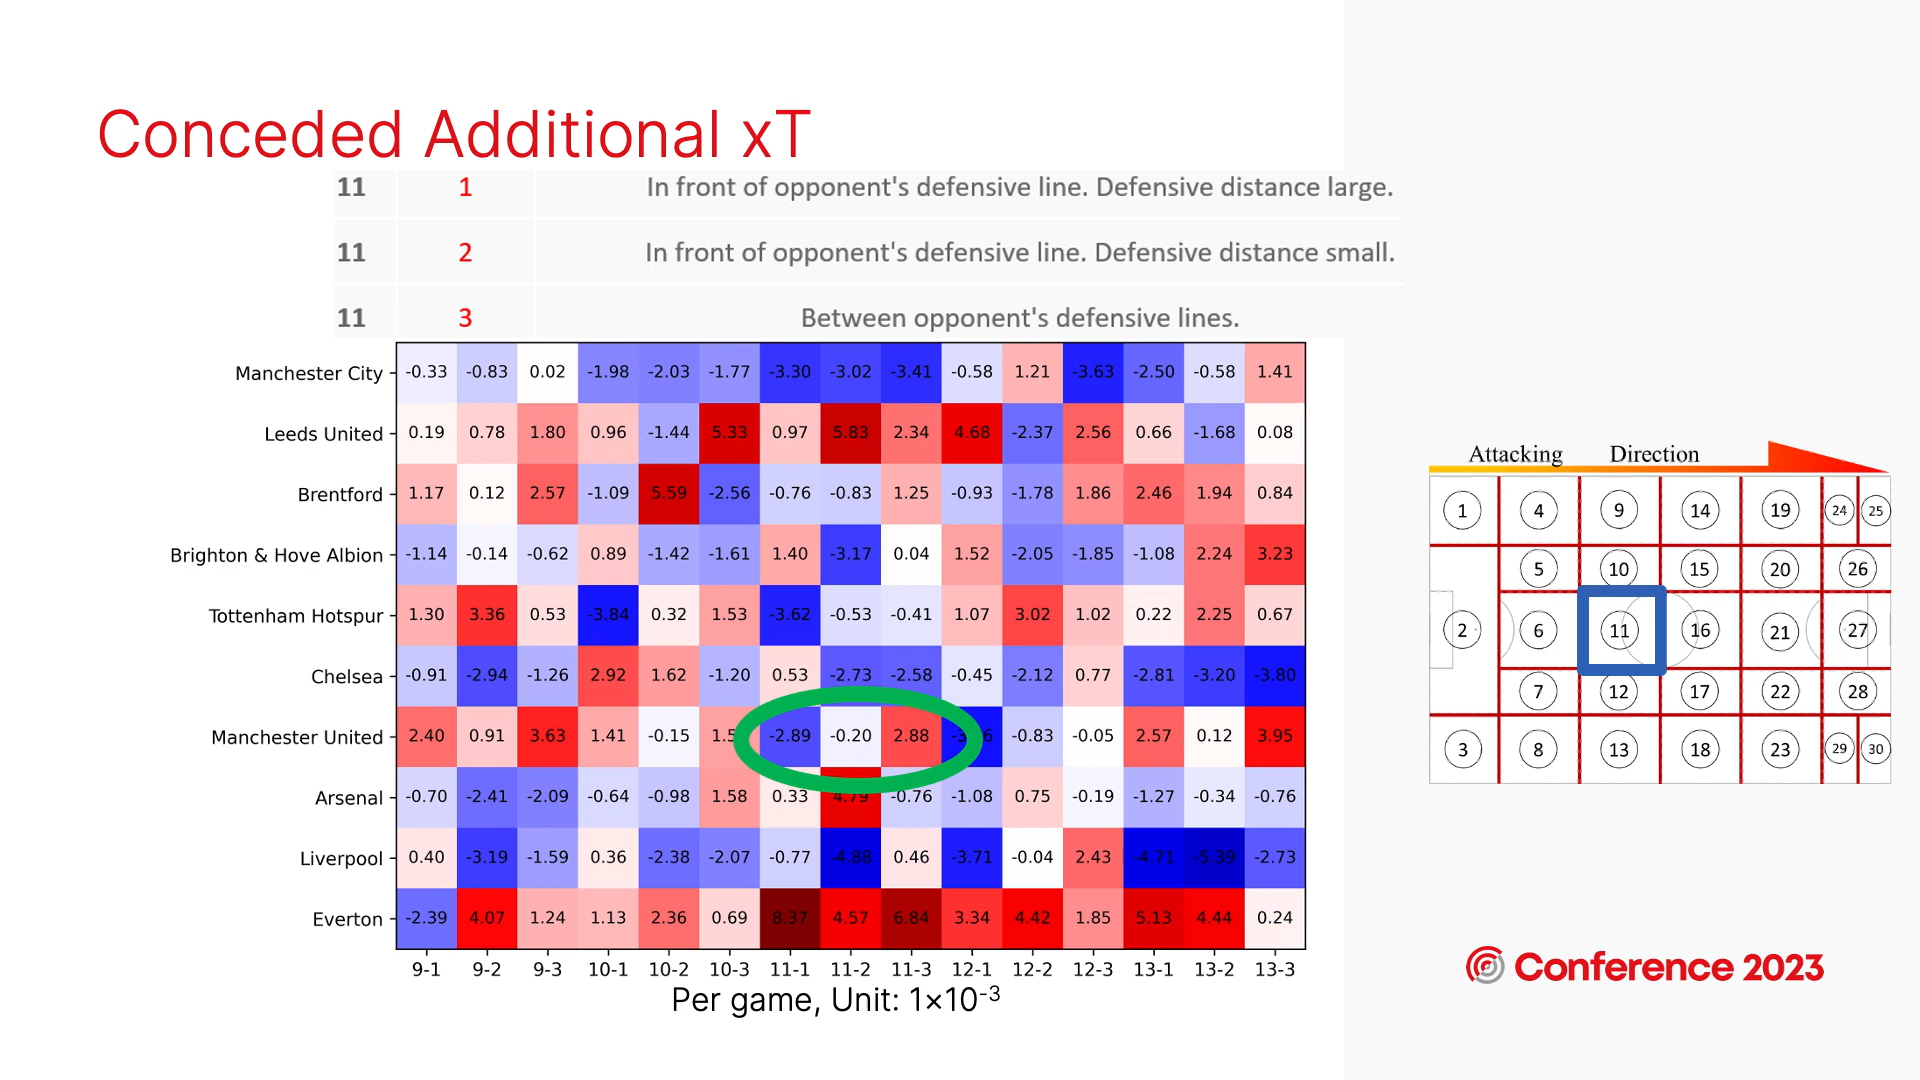 Conceded Additional xT
11 1 In front of opponent's defensive line. Defensive distance large.
11 2 In front of opponent's defensive line. Defensive distance small.
11 3 Between opponent's defensive lines.
Manchester City -0.33 -0.83 0.02 -1.98 -2.03 -1.77 -3.30 -3.02 -3.41 -0.58 1.21 -3.63 -2.50 -0.58 1.41
Leeds United 0.19 0.78 1.80 0.96 -1.44 5.33 0.97 5.83 2.34 4.68 -2.37 2.56 0.66 -1.68 0.08
Brentford 1.17 0.12 2.57 -1.09 5.59 -2.56 -0.76 -0.83 1.25 -0.93 -1.78 1.86 2.46 1.94 0.84
Brighton & Hove Albion -1.14 -0.14 -0.62 0.89 -1.42 -1.61 1.40 -3.17 0.04 1.52 -2.05 -1.85 -1.08 2.24 3.23
Tottenham Hotspur 1.30 3.36 0.53 -3.84 0.32 1.53 -3.62 -0.53 -0.41 1.07 3.02 1.02 0.22 2.25 0.67
Chelsea -0.91 -2.94 -1.26 2.92 1.62 -1.20 0.53 -2.73 -2.58 -0.45 -2.12 0.77 -2.81 -3.20 -3.80
Manchester United 2.40 0.91 3.63 1.41 -0.15 -2.89 -0.20 2.88 -0.83 -0.05 2.57 0.12 3.95
Arsenal -0.70 -2.41 -2.09 -0.64 -0.98 1.58 0.33 4.79 -0.76 -1.08 0.75 -0.19 -1.27 -0.34 -0.76
Liverpool 0.40 -3.19 -1.59 0.36 -2.38 -2.07 -0.77 -4.88 0.46 -3.71 -0.04 2.43 -4.71 -5.39 -2.73
Everton -2.39 4.07 1.24 1.13 2.36 0.69 8.37 4.57 6.84 3.34 4.42 1.85 5.13 4.44 0.24
9-1 9-2 9-3 10-1 10-2 10-3 11-1 11-2 11-3 12-1 12-2 12-3 13-1 13-2 13-3
Per game, Unit: 1×10⁻³
Attacking Direction
1 4 9 14 19 24 25
5 10 15 20 26
2 6 11 16 21 27
7 12 17 22 28
3 8 13 18 23 29 30
Conference 2023